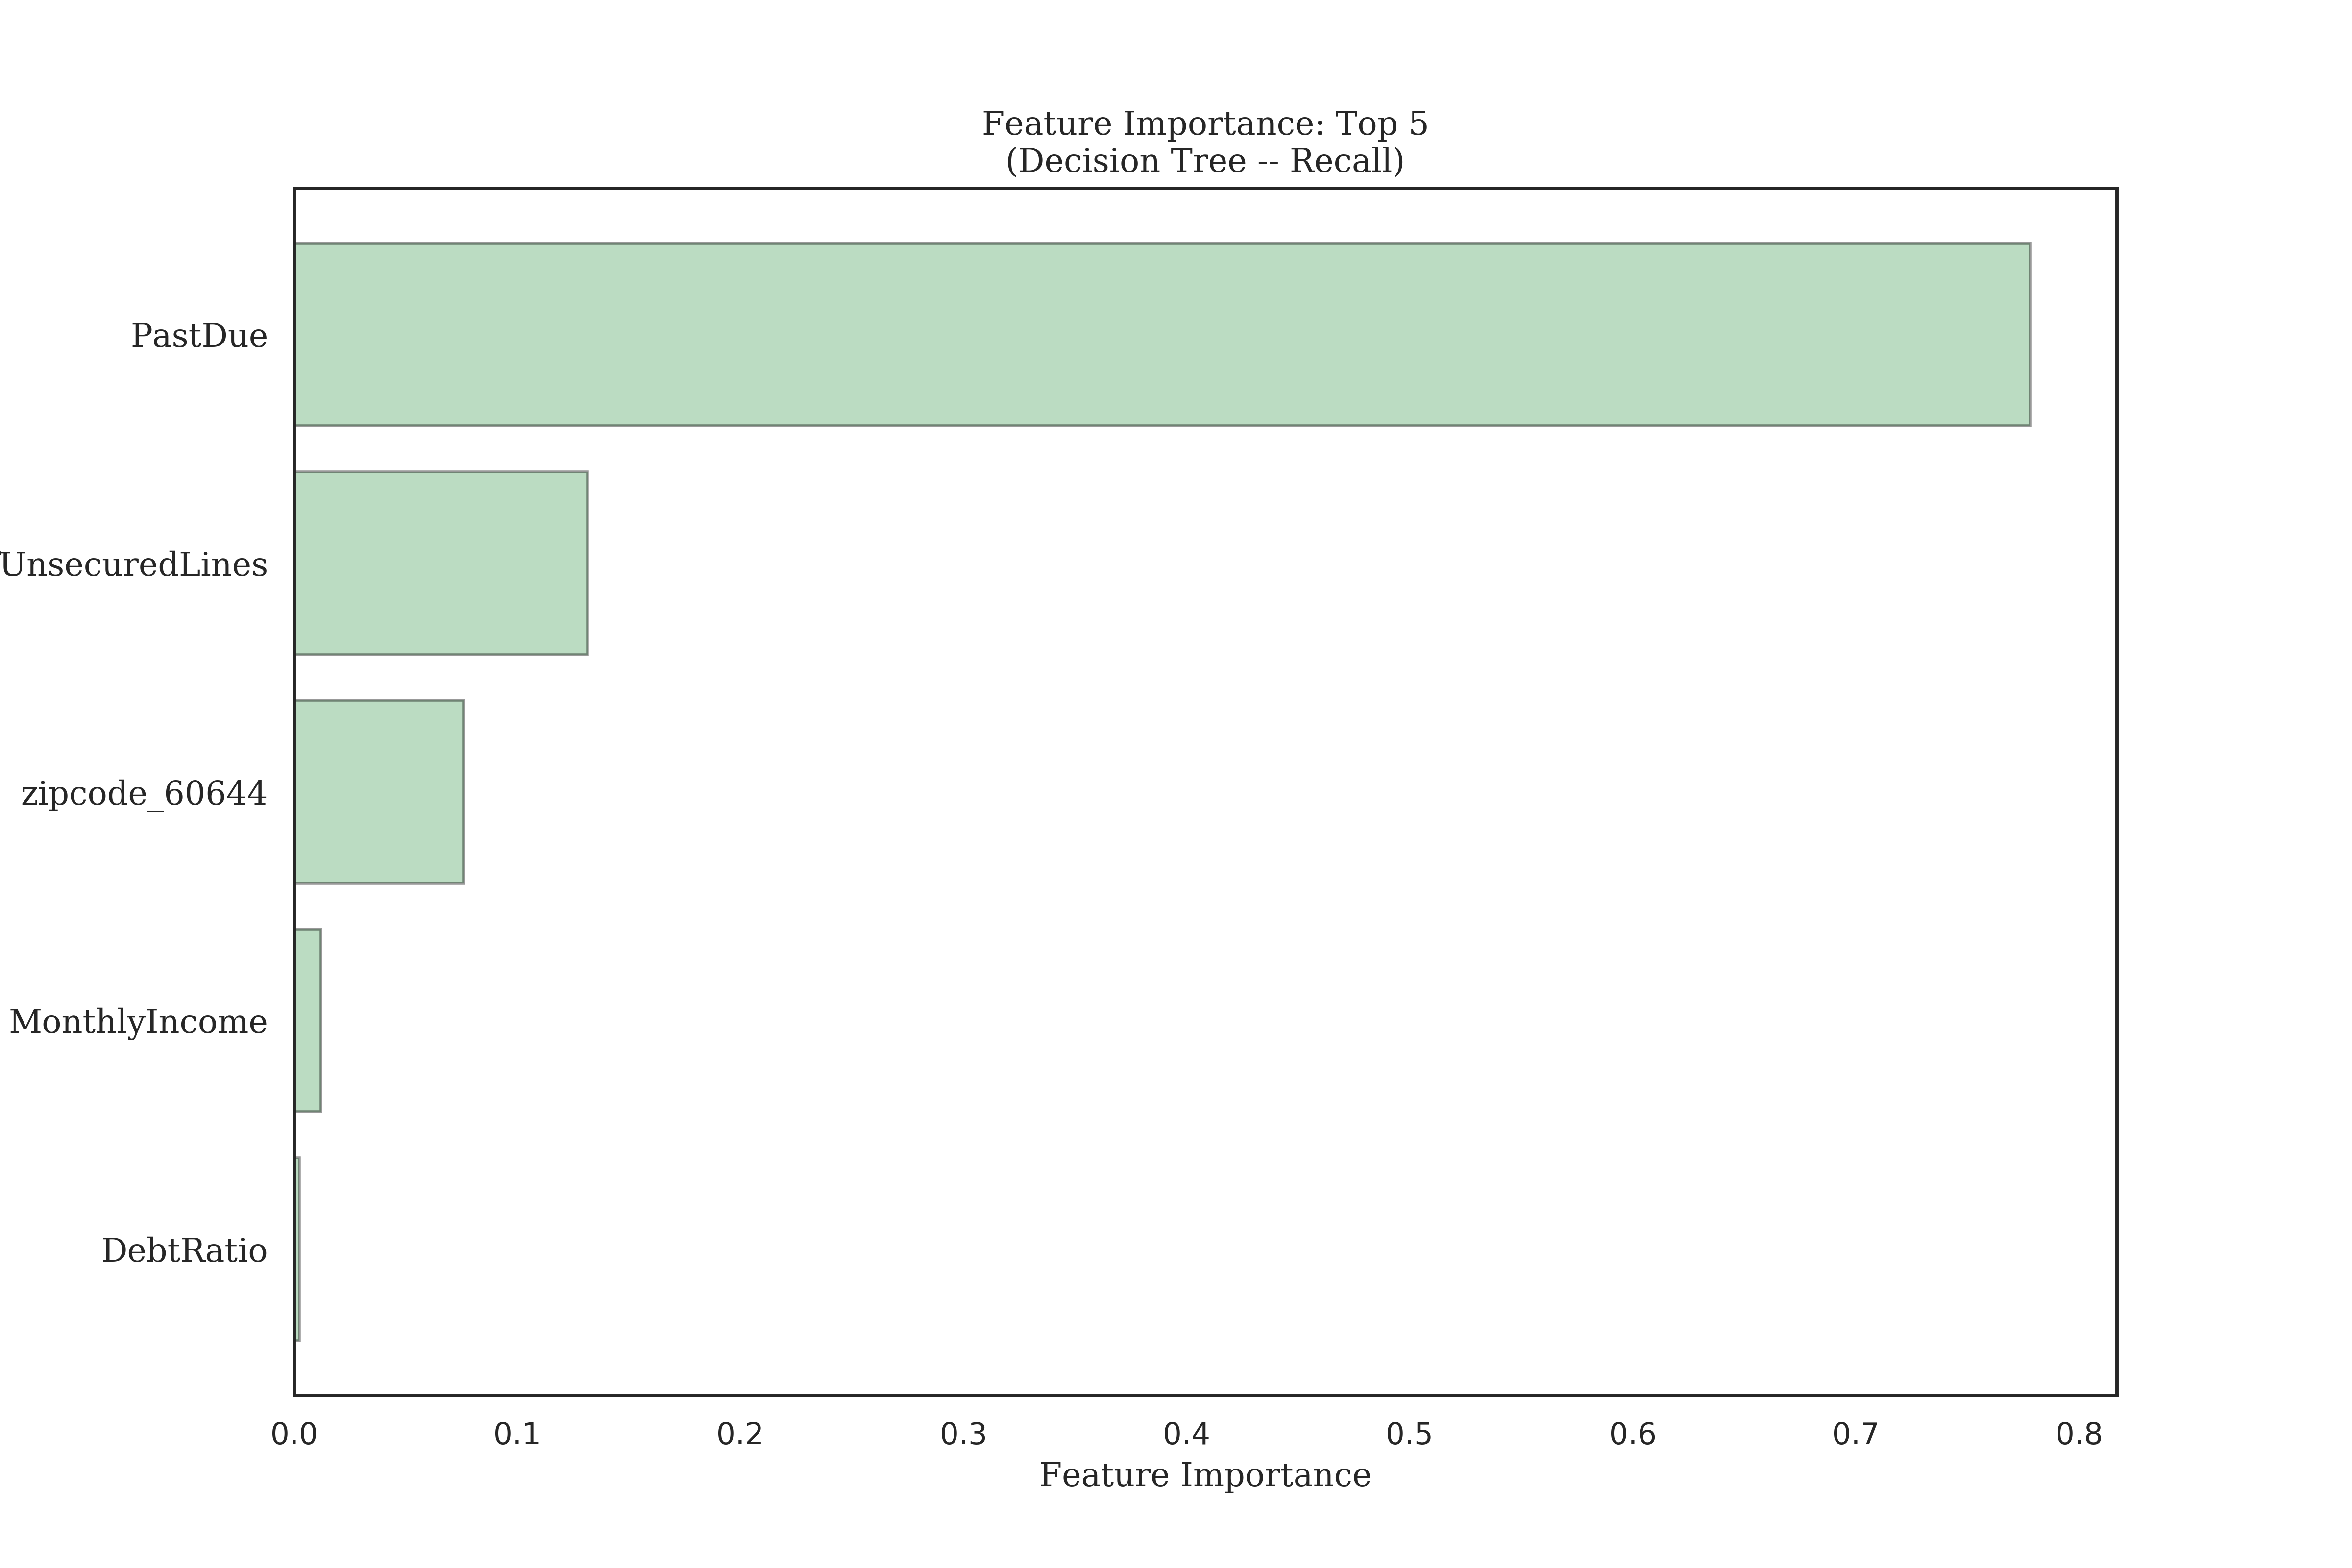 Feature Importance: Top 5
(Decision Tree -- Recall)
PastDue
UnsecuredLines
zipcode_60644
MonthlyIncome
DebtRatio
0.0 0.1 0.2 0.3 0.4 0.5 0.6 0.7 0.8
Feature Importance